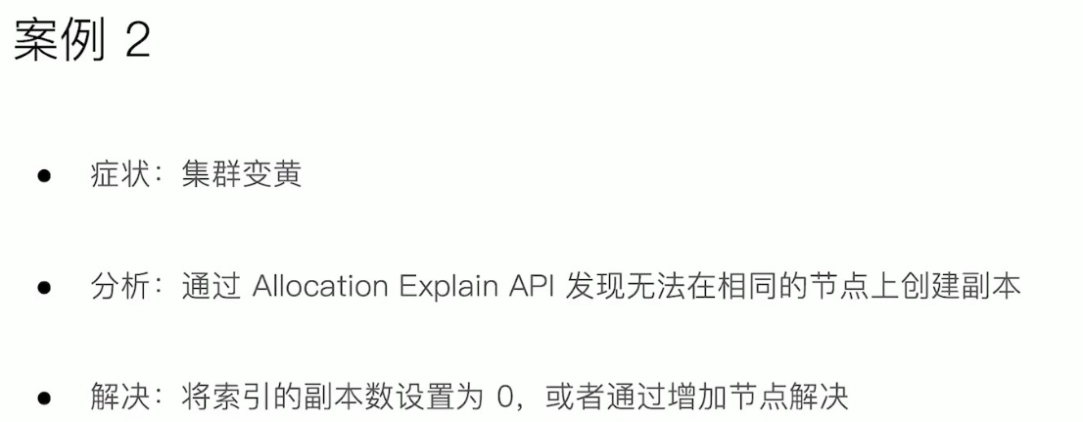 案例 2
● 症状：集群变黄
● 分析：通过 Allocation Explain API 发现无法在相同的节点上创建副本
● 解决：将索引的副本数设置为 0，或者通过增加节点解决